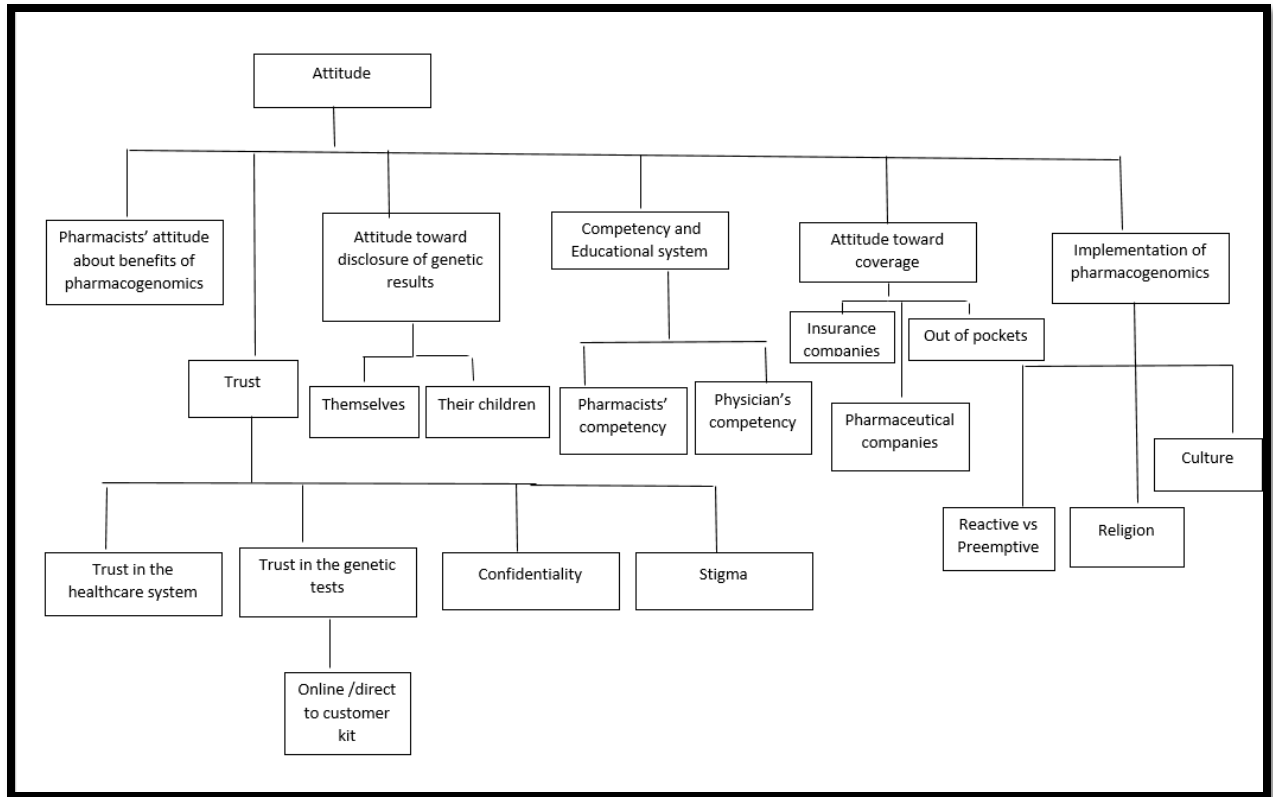 Attitude
Pharmacists’ attitude
about benefits of
pharmacogenomics
Attitude toward
disclosure of genetic
results
Competency and
Educational system
Attitude toward
coverage
Implementation of
pharmacogenomics
Insurance
companies
Out of pockets
Trust
Themselves
Their children
Pharmacists’
competency
Physician’s
competency
Pharmaceutical
companies
Culture
Reactive vs
Preemptive
Religion
Trust in the
healthcare system
Trust in the genetic
tests
Confidentiality
Stigma
Online /direct
to customer
kit